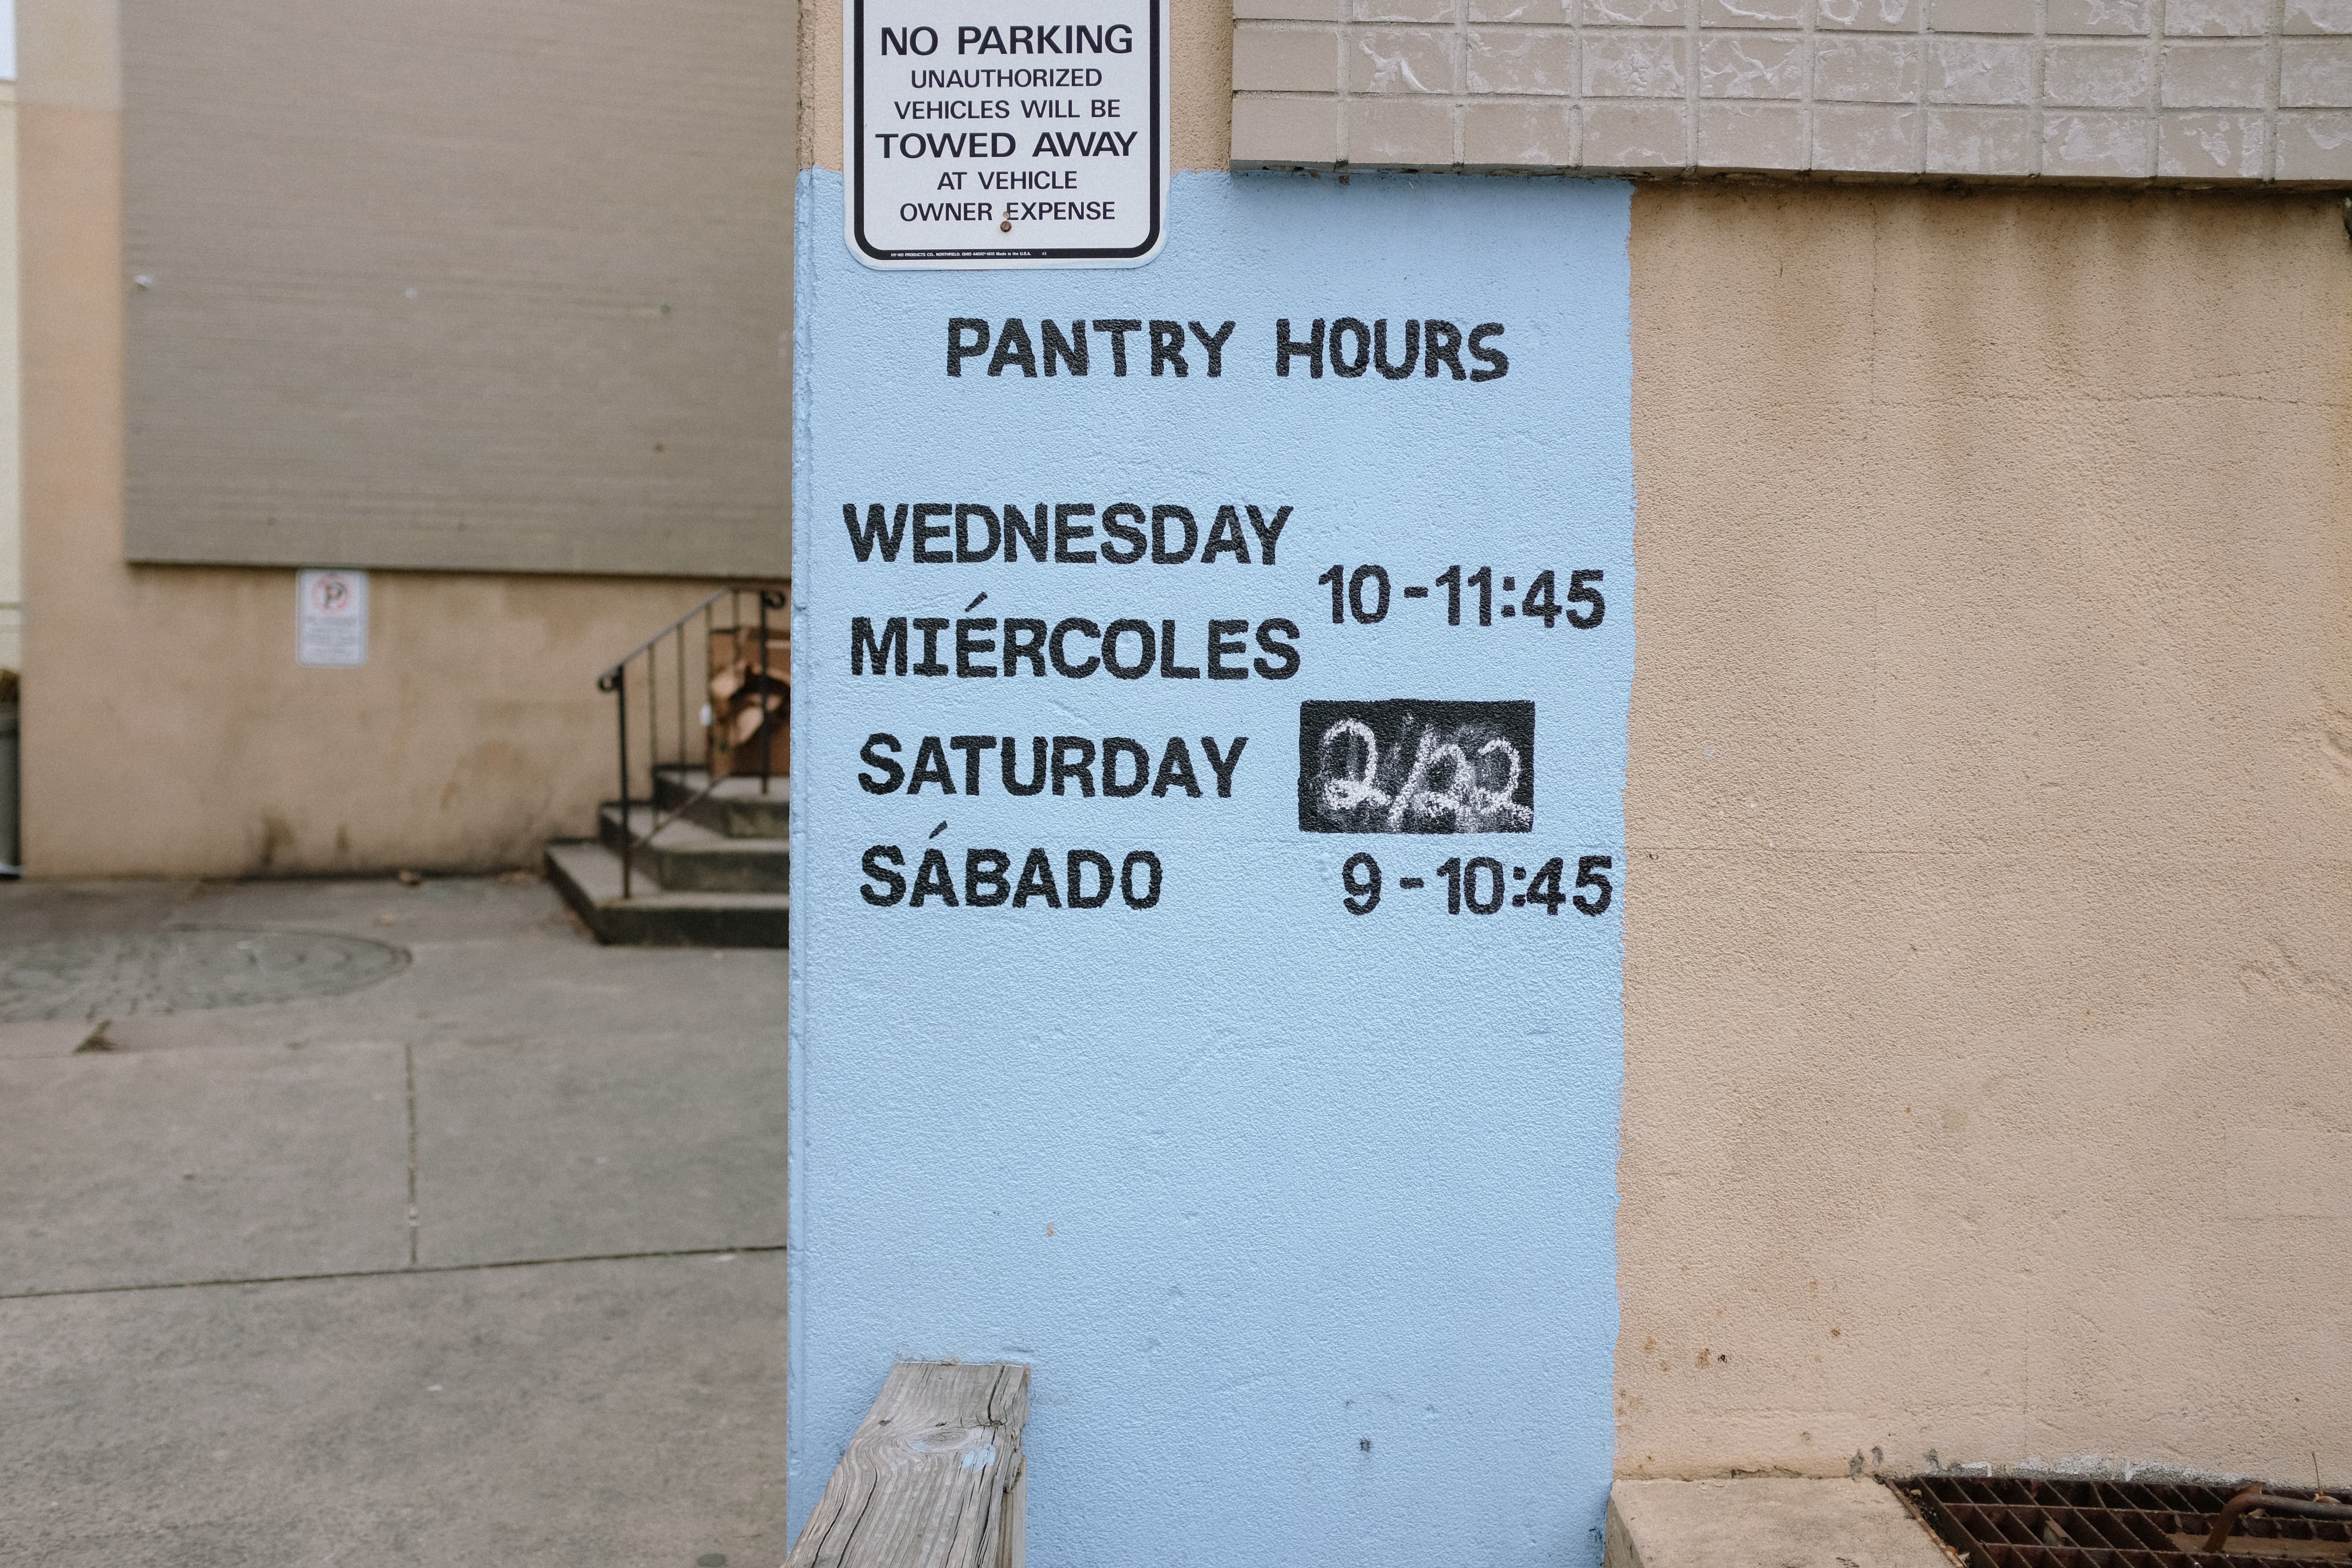 NO PARKING
UNAUTHORIZED
VEHICLES WILL BE
TOWED AWAY
AT VEHICLE
OWNER EXPENSE
PANTRY HOURS
WEDNESDAY
MIÉRCOLES
10-11:45
SATURDAY
2/22
SÁBADO
9-10:45